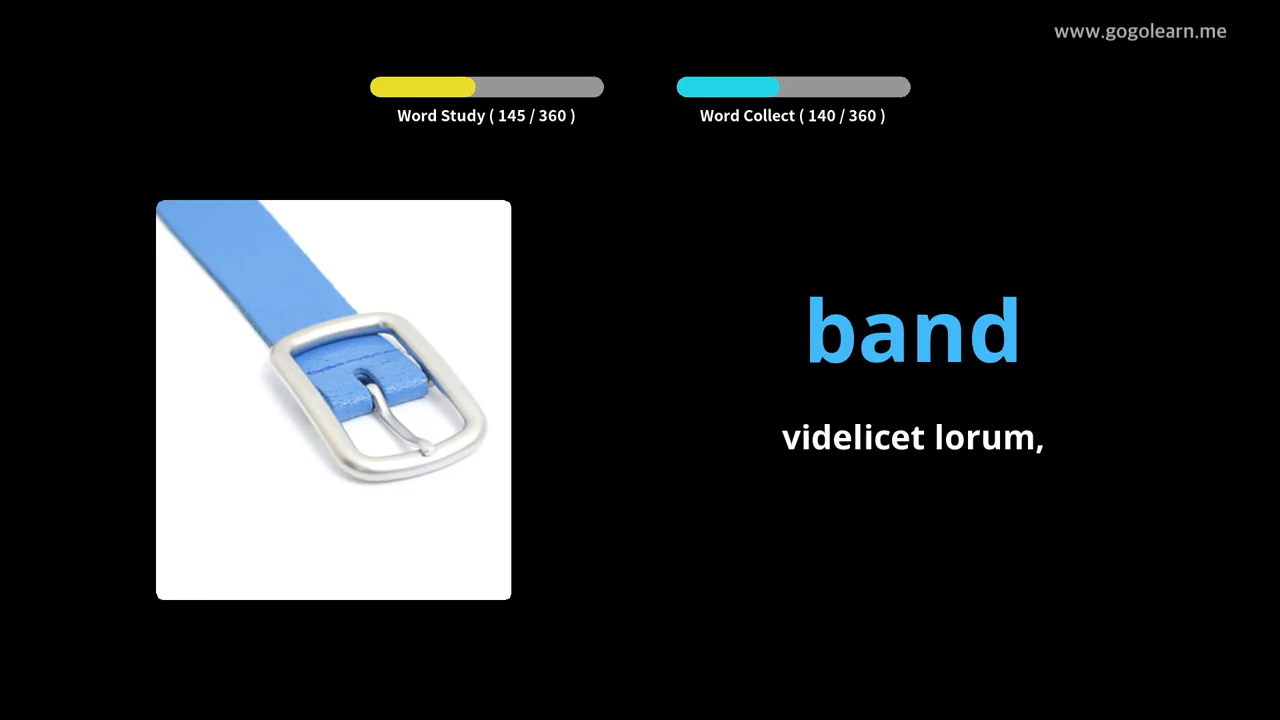 www.gogolearn.me
Word Study ( 145 / 360 )
Word Collect ( 140 / 360 )
band
videlicet lorum,